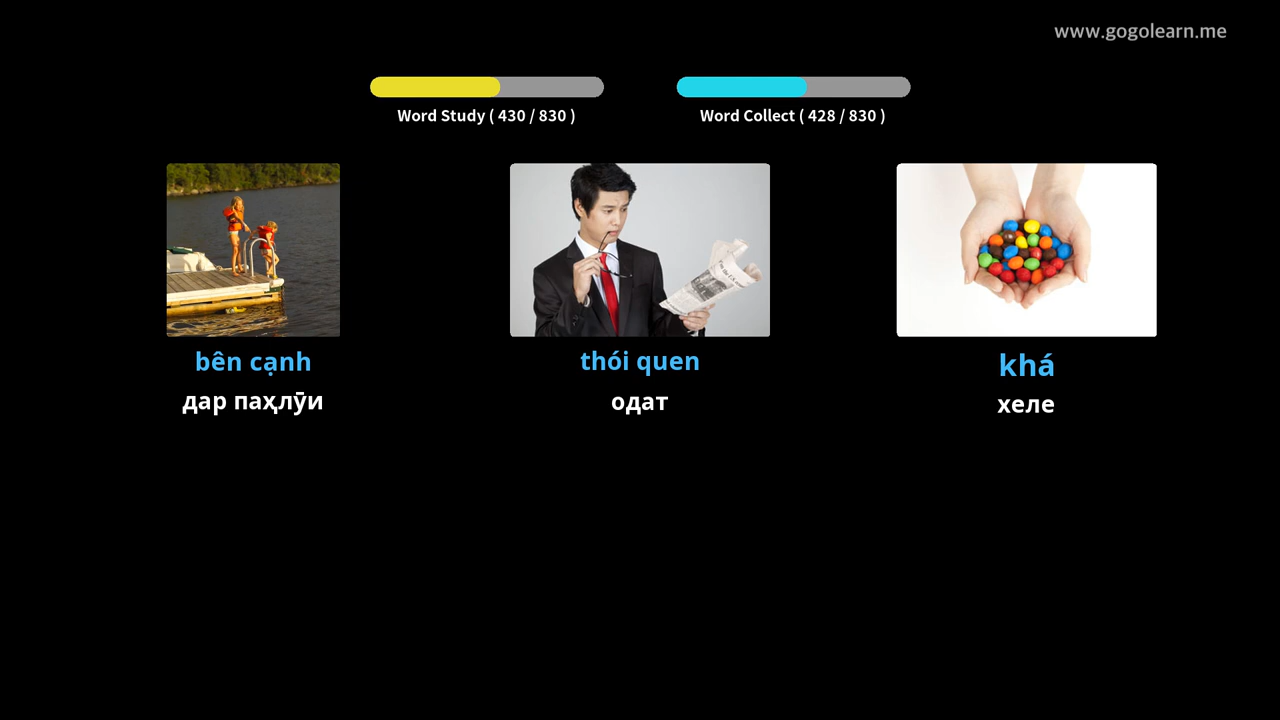 www.gogolearn.me
Word Study ( 430 / 830 )
Word Collect ( 428 / 830 )
bên cạnh
thói quen
khá
дар паҳлӯи
одат
хеле